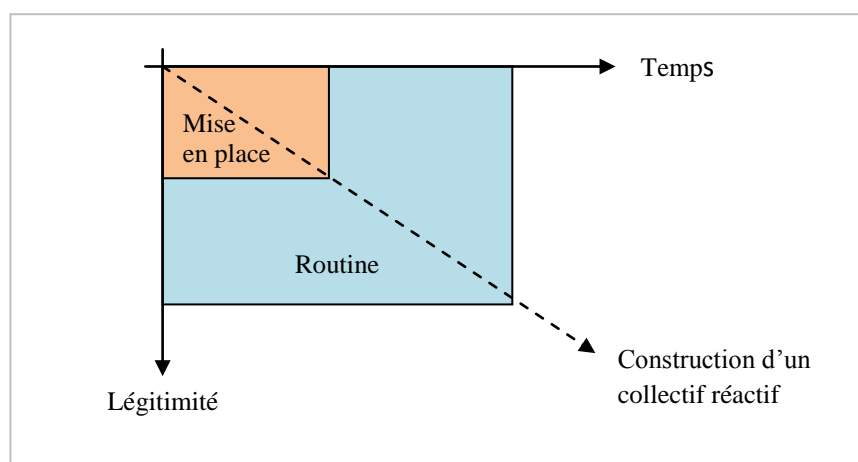 Temps
Mise
en place
Routine
Construction d’un
collectif réactif
Légitimité